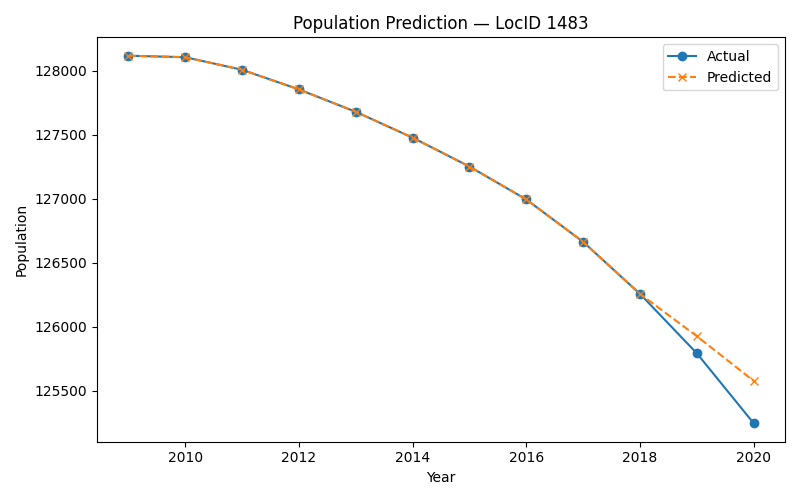 Population Prediction — LocID 1483
Actual
Predicted
128000
127500
127000
126500
126000
125500
Population
2010 2012 2014 2016 2018 2020
Year